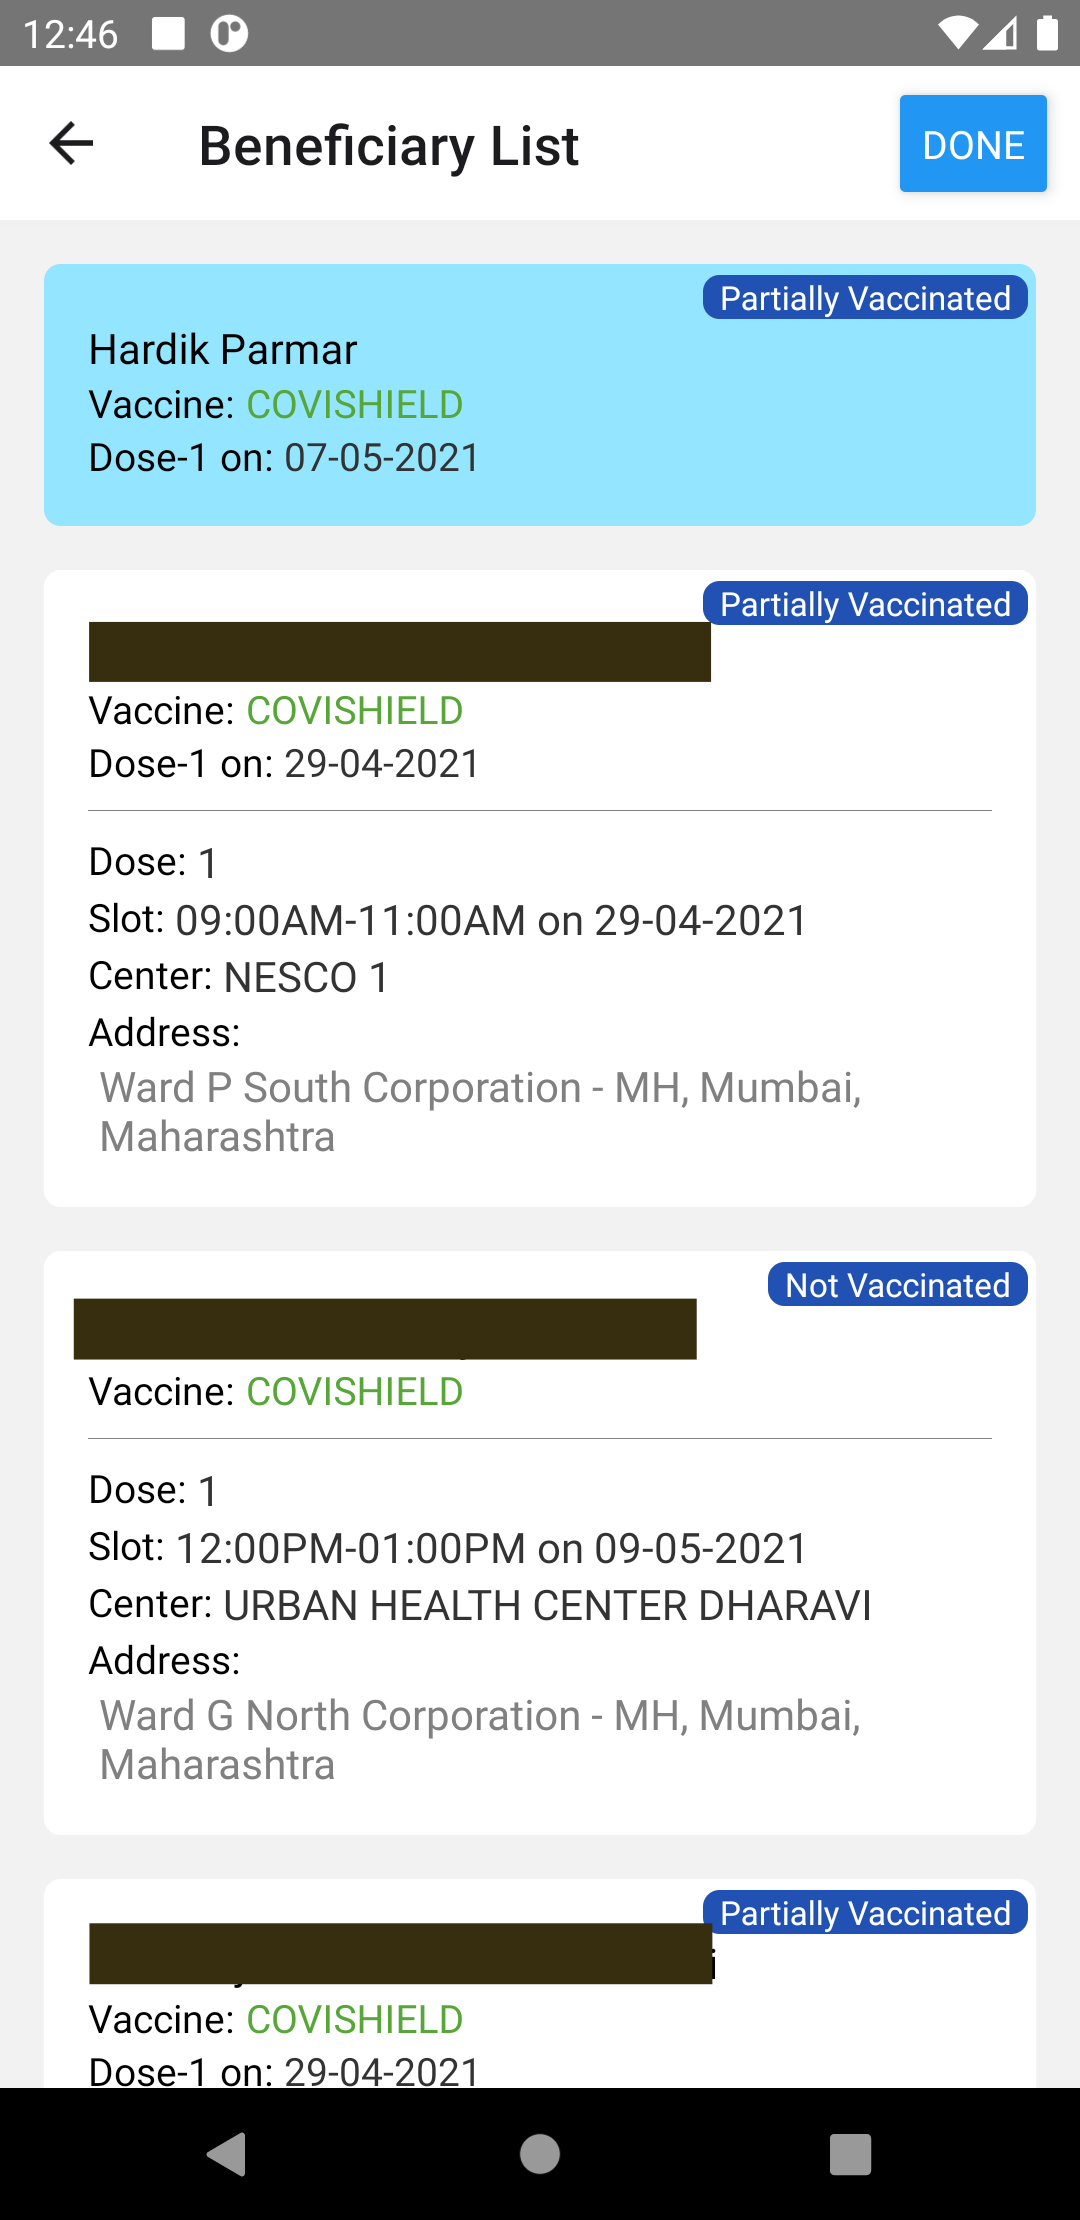 12:46
Beneficiary List
DONE
Partially Vaccinated
Hardik Parmar
Vaccine: COVISHIELD
Dose-1 on: 07-05-2021
Partially Vaccinated
Vaccine: COVISHIELD
Dose-1 on: 29-04-2021
Dose: 1
Slot: 09:00AM-11:00AM on 29-04-2021
Center: NESCO 1
Address:
Ward P South Corporation - MH, Mumbai,
Maharashtra
Not Vaccinated
Vaccine: COVISHIELD
Dose: 1
Slot: 12:00PM-01:00PM on 09-05-2021
Center: URBAN HEALTH CENTER DHARAVI
Address:
Ward G North Corporation - MH, Mumbai,
Maharashtra
Partially Vaccinated
Vaccine: COVISHIELD
Dose-1 on: 29-04-2021